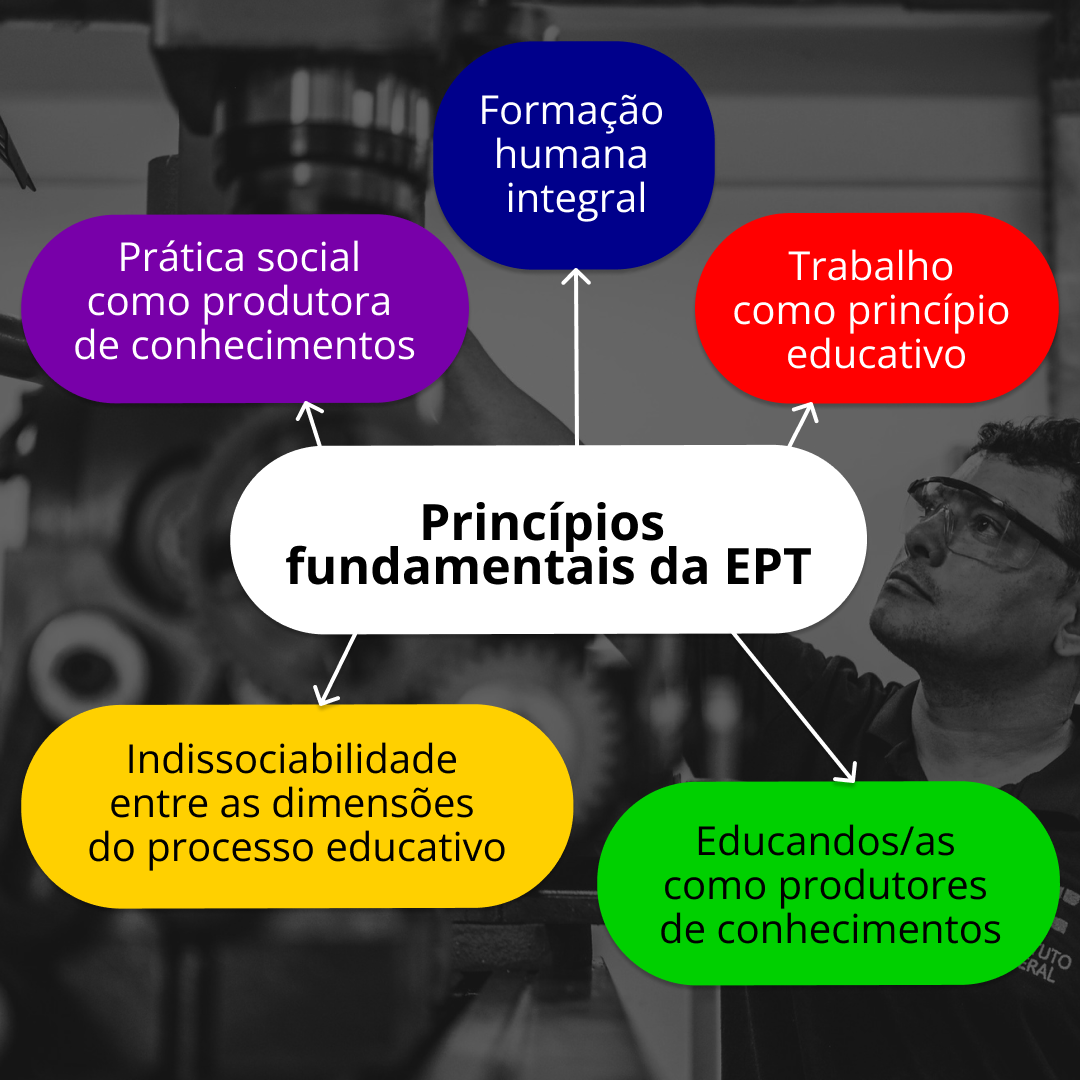 Formação
humana
integral
Prática social
como produtora
de conhecimentos
Trabalho
como princípio
educativo
Princípios
fundamentais da EPT
Indissociabilidade
entre as dimensões
do processo educativo
Educandos/as
como produtores
de conhecimentos